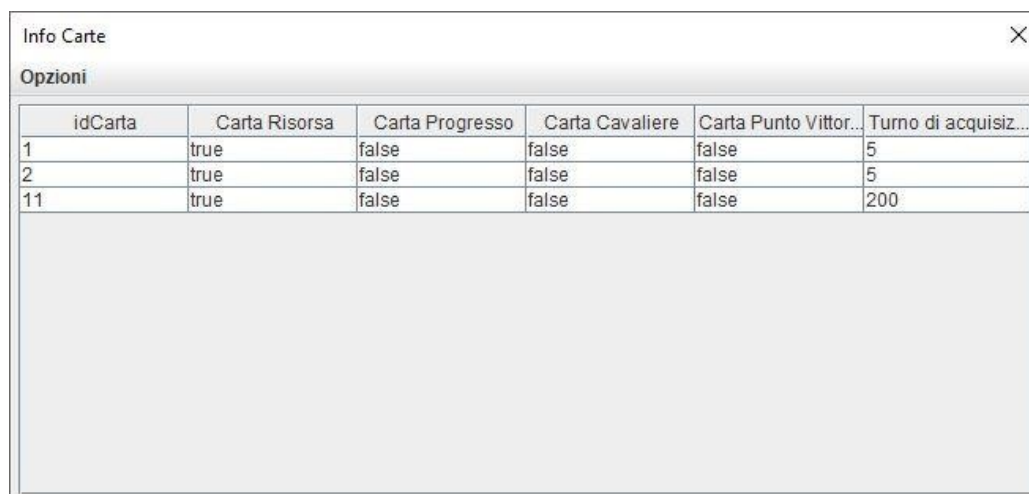 Info Carte
Opzioni
idCarta Carta Risorsa Carta Progresso Carta Cavaliere Carta Punto Vittor... Turno di acquisiz...
1 true false false false 5
2 true false false false 5
11 true false false false 200